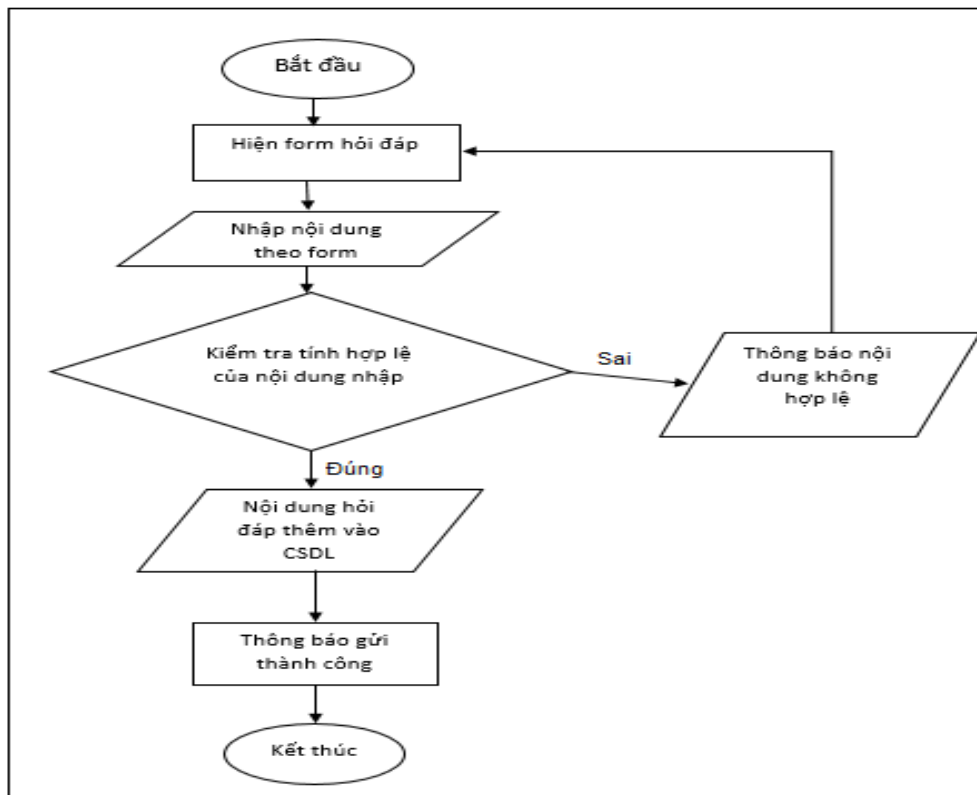 Bắt đầu
Hiện form hỏi đáp
Nhập nội dung
theo form
Kiểm tra tính hợp lệ
của nội dung nhập
Sai
Thông báo nội
dung không
hợp lệ
Đúng
Nội dung hỏi
đáp thêm vào
CSDL
Thông báo gửi
thành công
Kết thúc